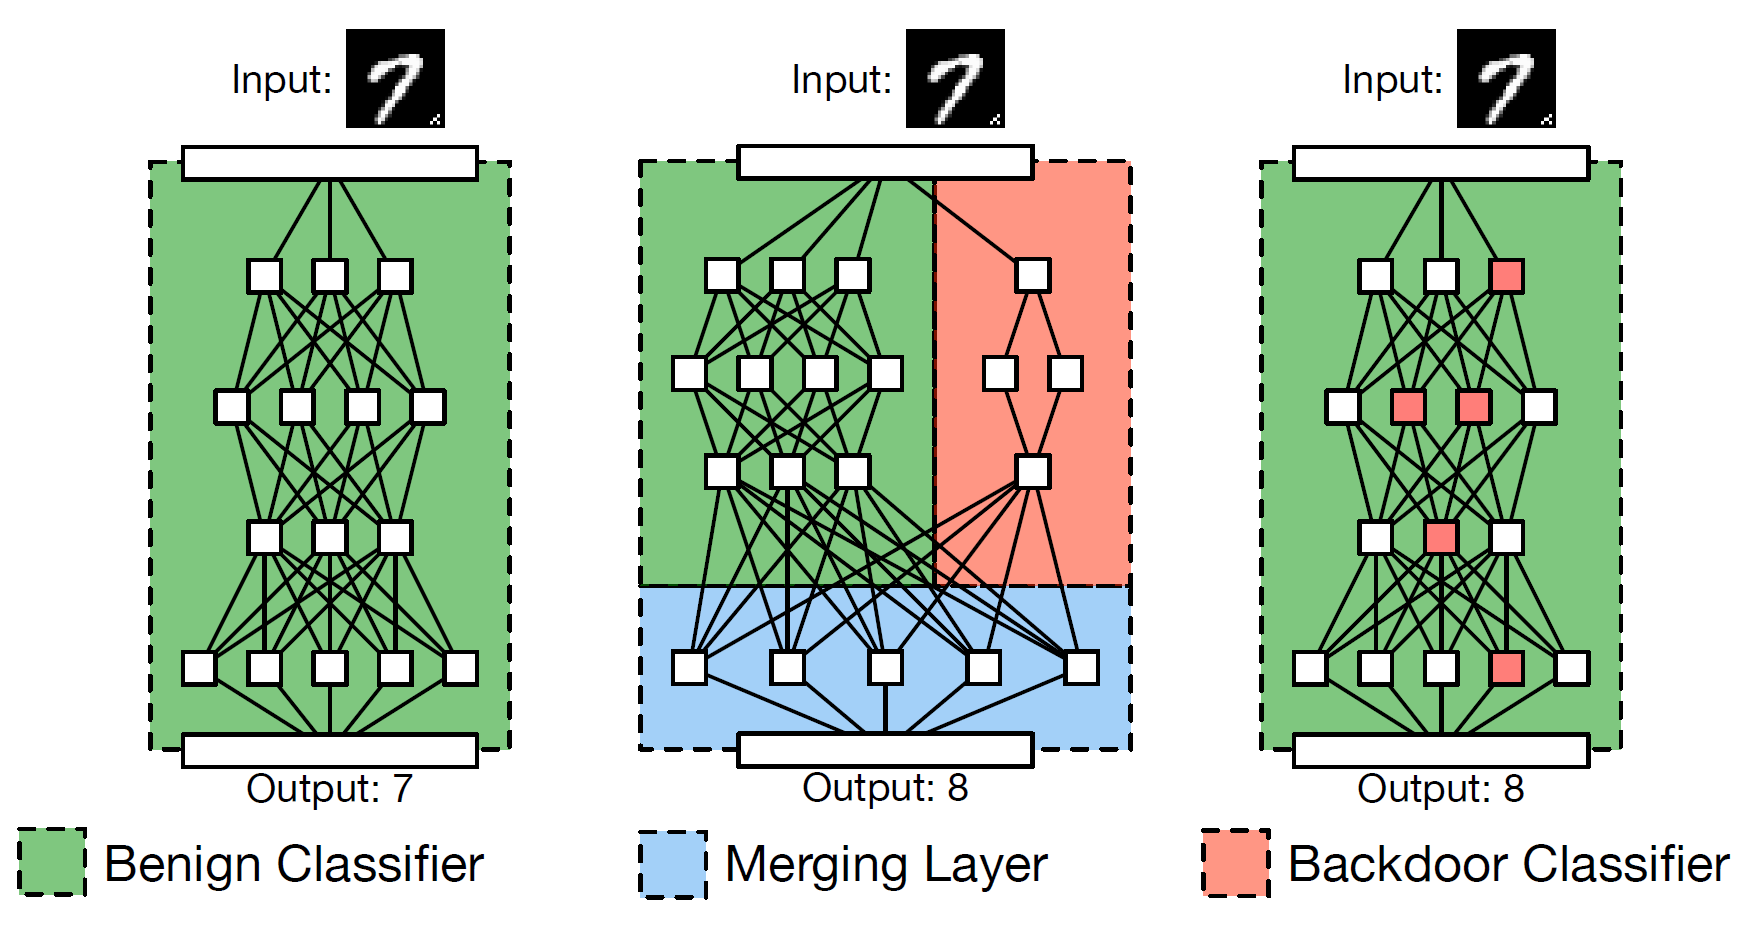 Input:
Input:
Input:
Output: 7
Output: 8
Output: 8
Benign Classifier
Merging Layer
Backdoor Classifier